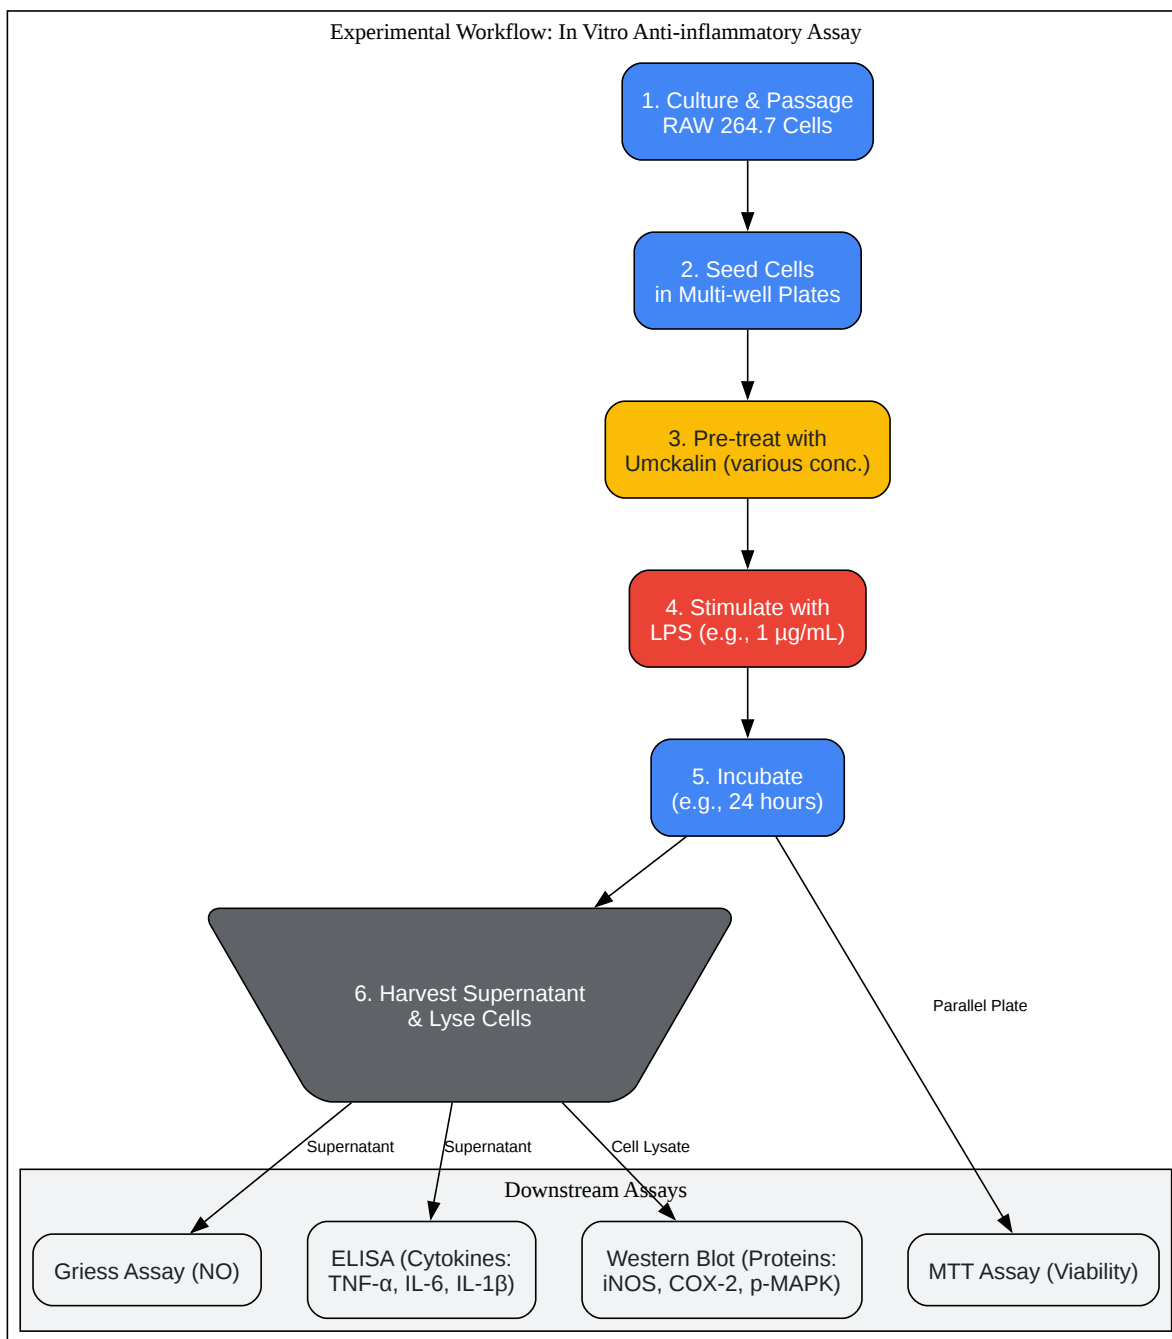 Experimental Workflow: In Vitro Anti-inflammatory Assay
1. Culture & Passage
RAW 264.7 Cells
2. Seed Cells
in Multi-well Plates
3. Pre-treat with
Umckalin (various conc.)
4. Stimulate with
LPS (e.g., 1 µg/mL)
5. Incubate
(e.g., 24 hours)
6. Harvest Supernatant
& Lyse Cells
Parallel Plate
Supernatant
Supernatant
Cell Lysate
Downstream Assays
Griess Assay (NO)
ELISA (Cytokines:
TNF-α, IL-6, IL-1β)
Western Blot (Proteins:
iNOS, COX-2, p-MAPK)
MTT Assay (Viability)